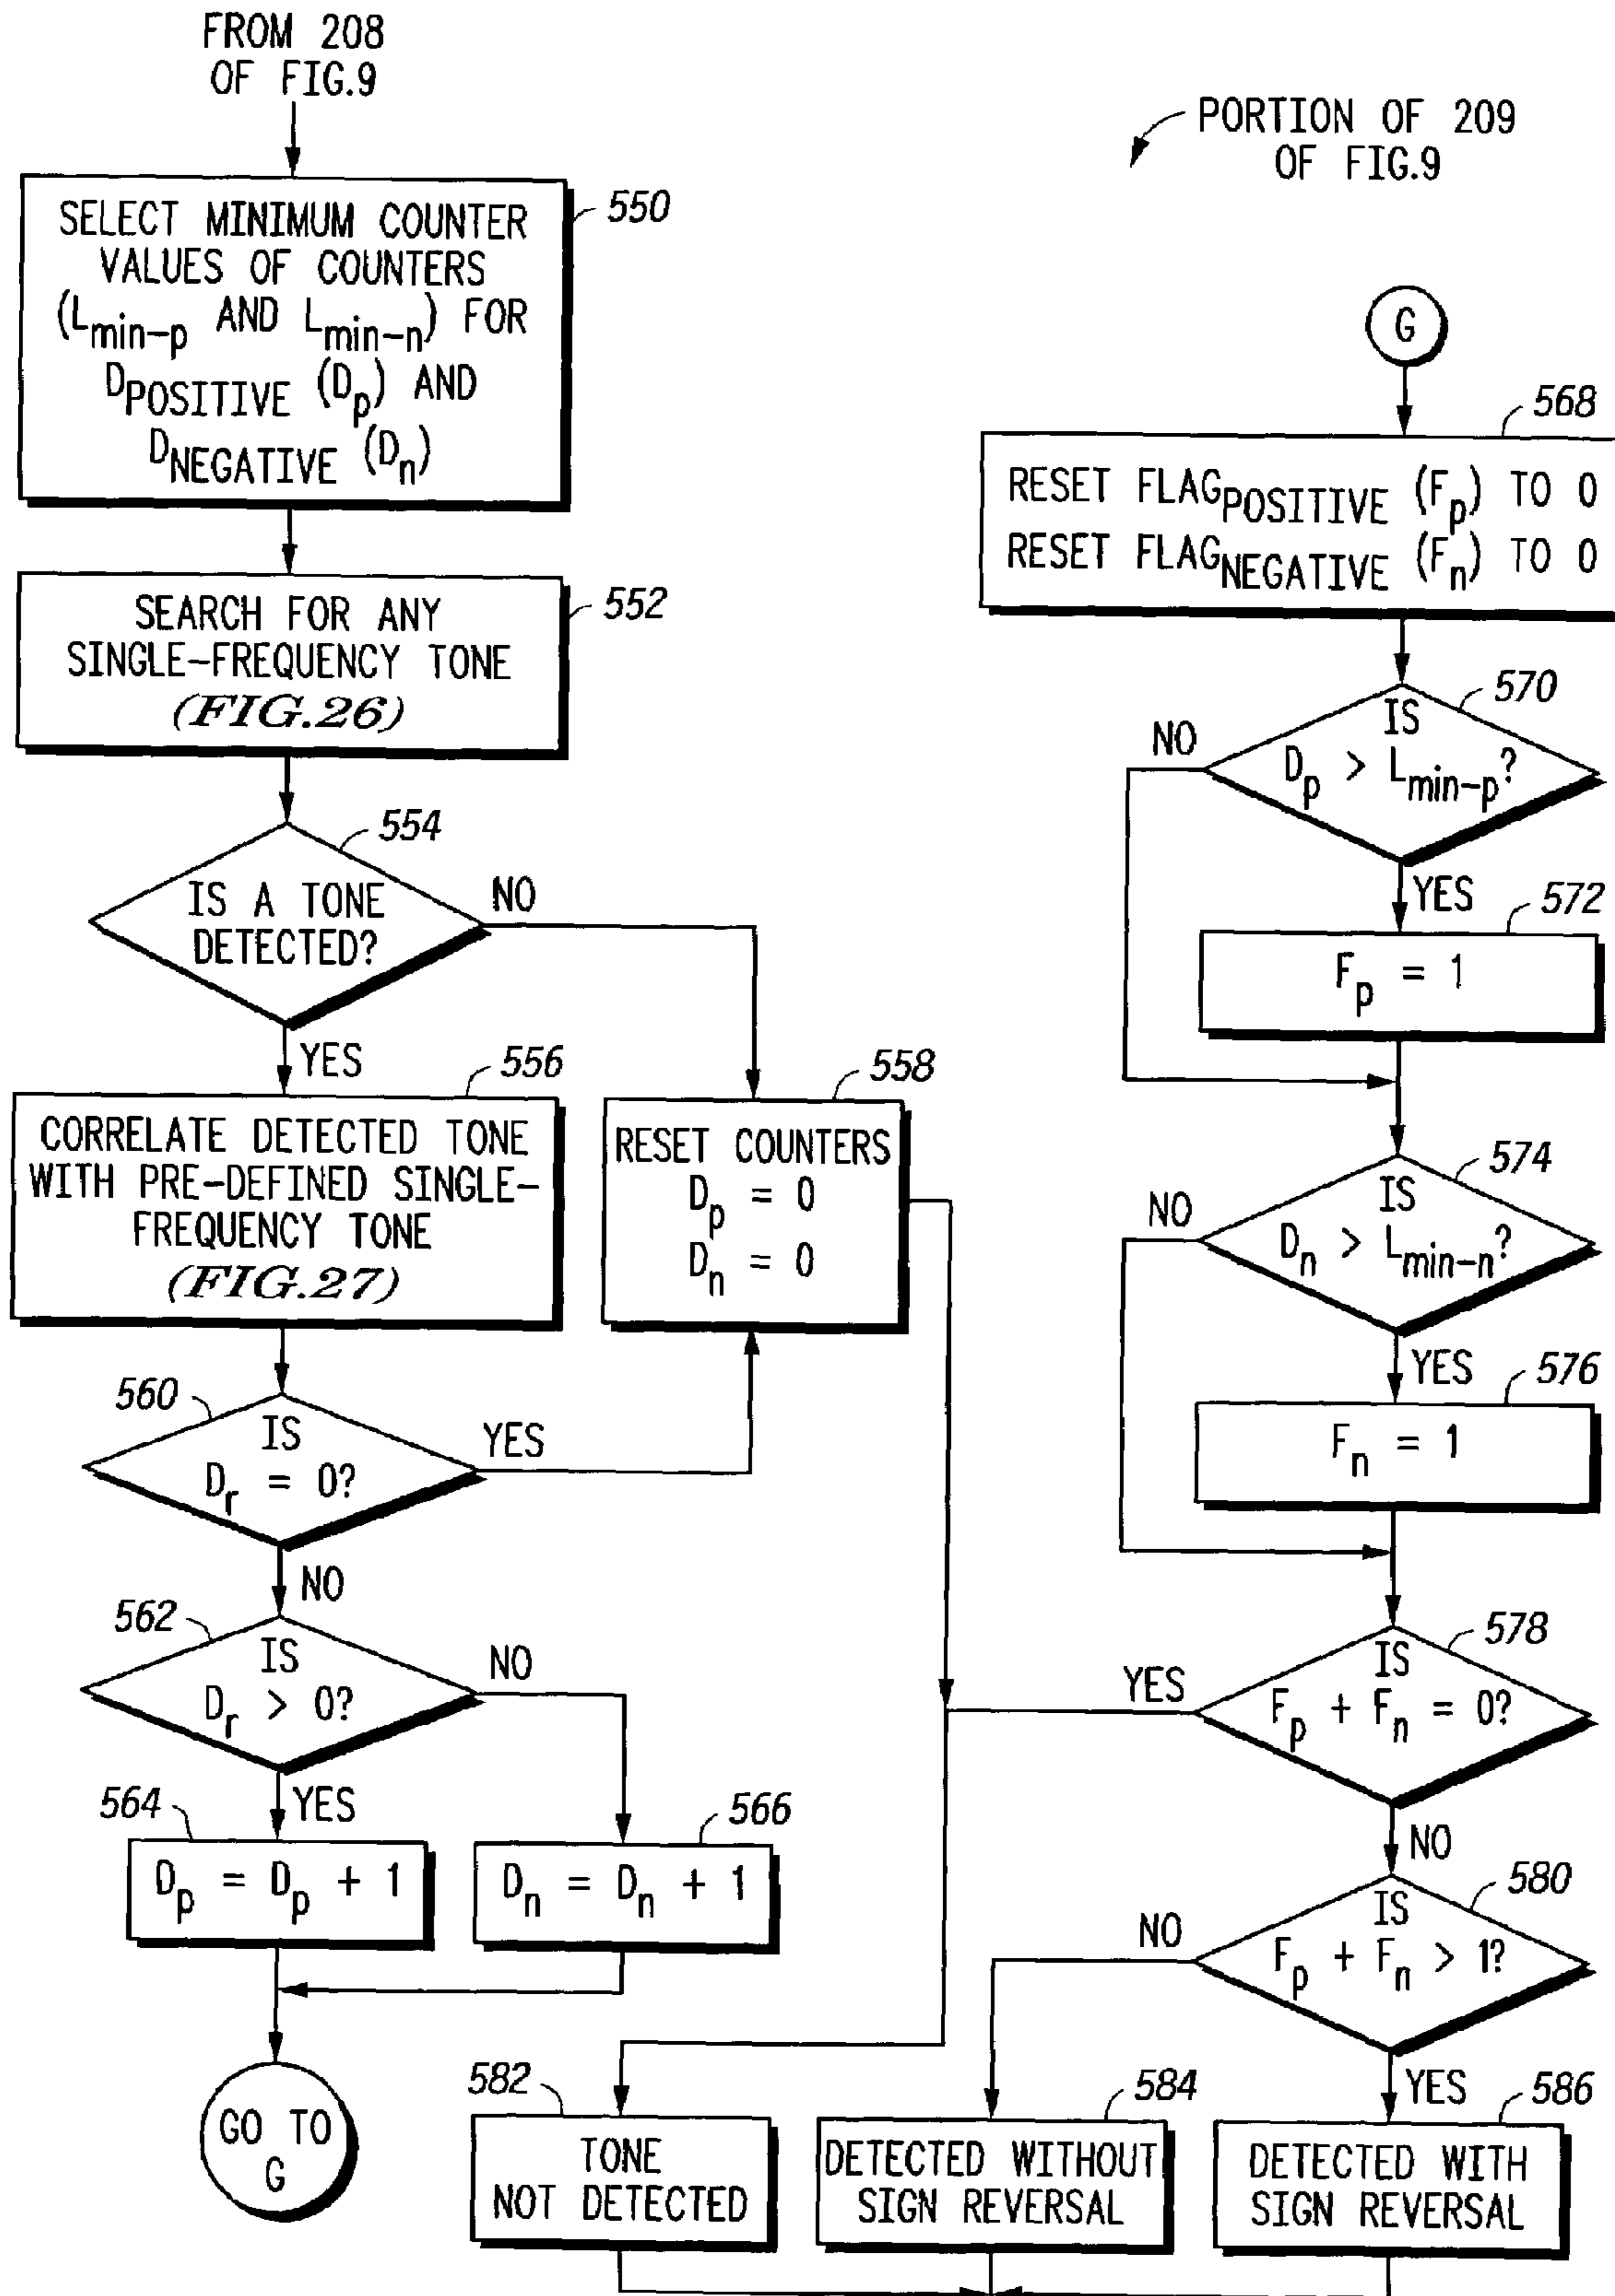 FROM 208
OF FIG.9
SELECT MINIMUM COUNTER
VALUES OF COUNTERS
(Lmin-p AND Lmin-n) FOR
DPOSITIVE (Dp) AND
DNEGATIVE (Dn)
550
SEARCH FOR ANY
SINGLE-FREQUENCY TONE
(FIG.26)
552
554
IS A TONE
DETECTED?
NO
YES
556
CORRELATE DETECTED TONE
WITH PRE-DEFINED SINGLE-
FREQUENCY TONE
(FIG.27)
558
RESET COUNTERS
Dp = 0
Dn = 0
560
IS
Dr = 0?
YES
NO
562
IS
Dr > 0?
NO
YES
564
Dp = Dp + 1
566
Dn = Dn + 1
GO TO
G
PORTION OF 209
OF FIG.9
G
568
RESET FLAGPOSITIVE (Fp) TO 0
RESET FLAGNEGATIVE (Fn) TO 0
570
IS
Dp > Lmin-p?
NO
YES
572
Fp = 1
574
IS
Dn > Lmin-n?
NO
YES
576
Fn = 1
578
IS
Fp + Fn = 0?
YES
NO
580
IS
Fp + Fn > 1?
NO
YES
582
TONE
NOT DETECTED
584
DETECTED WITHOUT
SIGN REVERSAL
586
DETECTED WITH
SIGN REVERSAL